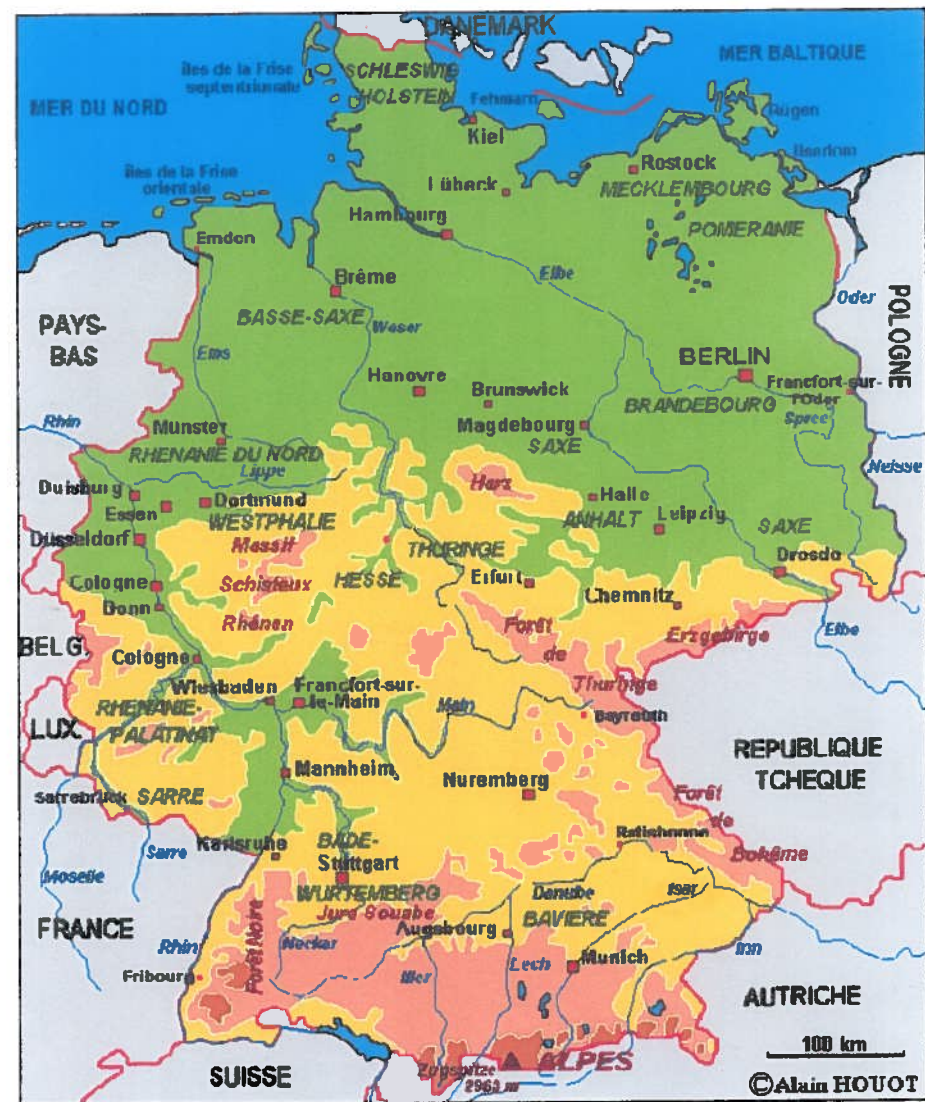 DANEMARK
MER BALTIQUE
îles de la Frise
septentrionale
SCHLESWIG
HOLSTEIN
MER DU NORD
Fehmarn
Rügen
Kiel
Usedom
îles de la Frise
orientale
Rostock
Lübeck
MECKLEMBOURG
Hambourg
POMERANIE
Emden
Elbe
Brême
Oder
POLOGNE
BASSE-SAXE
Weser
PAYS-
BAS
Ems
BERLIN
Hanovre
Brunswick
Francfort-sur-
l'Oder
BRANDEBOURG
Rhin
Munster
Magdebourg
Spree
RHENANIE DU NORD
SAXE
Lippe
Neisse
Duisburg
Harz
Halle
Essen
Dortmund
WESTPHALIE
ANHALT
Leipzig
SAXE
Düsseldorf
Massif
THURINGE
Cologne
Schisteux
HESSE
Erfurt
Chemnitz
Rhénan
Forêt
Erzgebirge
Elbe
BELG.
Cologne
de
Wiesbaden
Francfort-sur-
le-Main
Thuringe
RHENANIE-
Main
LUX.
PALATINAT
Bayreuth
REPUBLIQUE
TCHEQUE
Mannheim
Nuremberg
Sarrebrück
SARRE
Forêt
de
Bohême
Karlsruhe
BADE-
Ratisbonne
Sarre
Stuttgart
Moselle
WURTEMBERG
Danube
Isar
Jura Souabe
BAVIERE
FRANCE
Augsbourg
Rhin
Forêt Noire
Neckar
Inn
Iller
Lech
Munich
Fribourg
AUTRICHE
100 km
ALPES
Zugspitze
2963 m
SUISSE
©Alain HOUOT